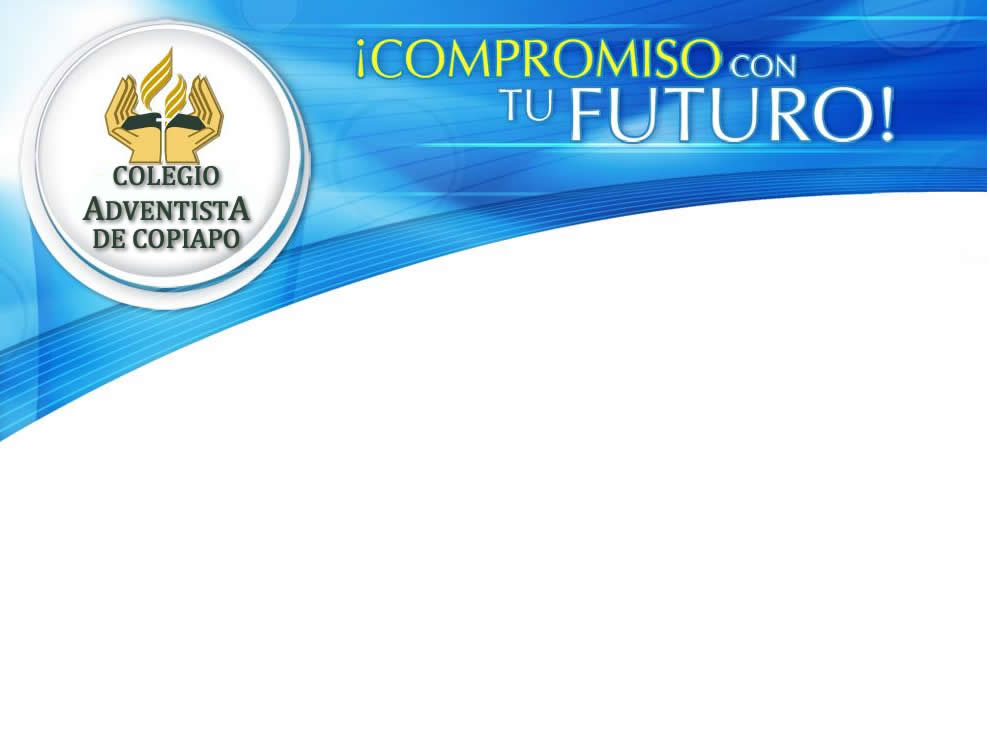 ¡COMPROMISO CON
TU FUTURO!
COLEGIO
ADVENTISTA
DE COPIAPO